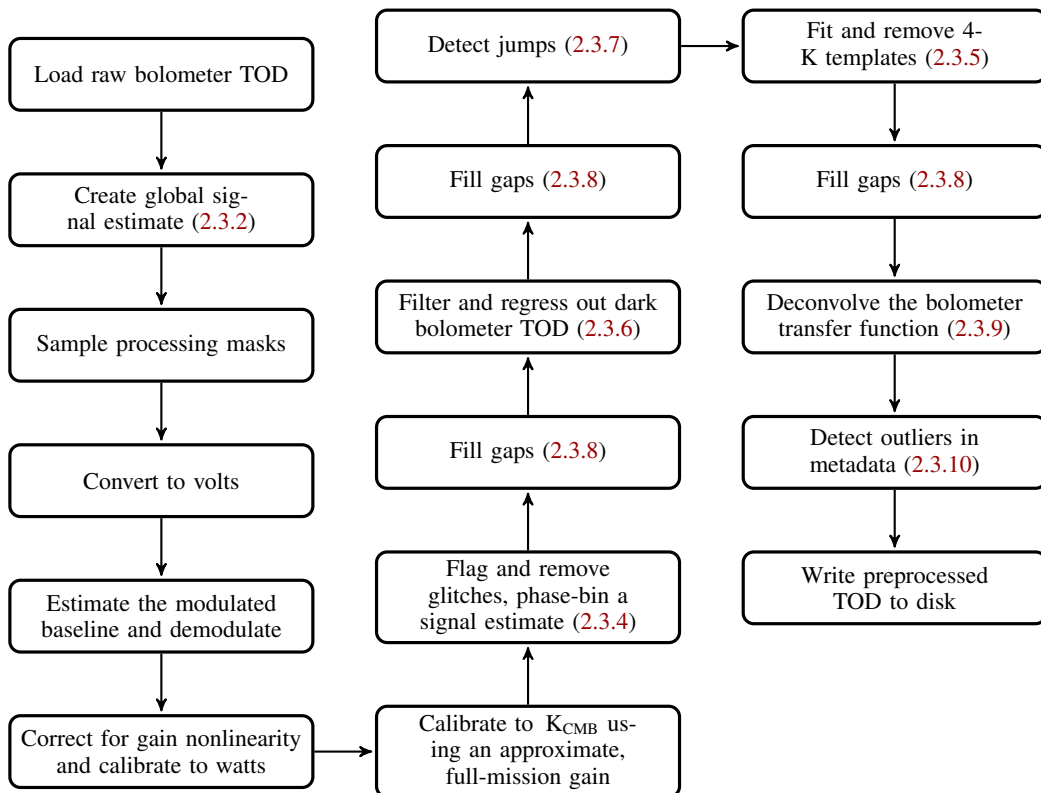 Load raw bolometer TOD
Create global sig-
nal estimate (2.3.2)
Sample processing masks
Convert to volts
Estimate the modulated
baseline and demodulate
Correct for gain nonlinearity
and calibrate to watts
Calibrate to K_CMB us-
ing an approximate,
full-mission gain
Flag and remove
glitches, phase-bin a
signal estimate (2.3.4)
Fill gaps (2.3.8)
Filter and regress out dark
bolometer TOD (2.3.6)
Fill gaps (2.3.8)
Detect jumps (2.3.7)
Fit and remove 4-
K templates (2.3.5)
Fill gaps (2.3.8)
Deconvolve the bolometer
transfer function (2.3.9)
Detect outliers in
metadata (2.3.10)
Write preprocessed
TOD to disk